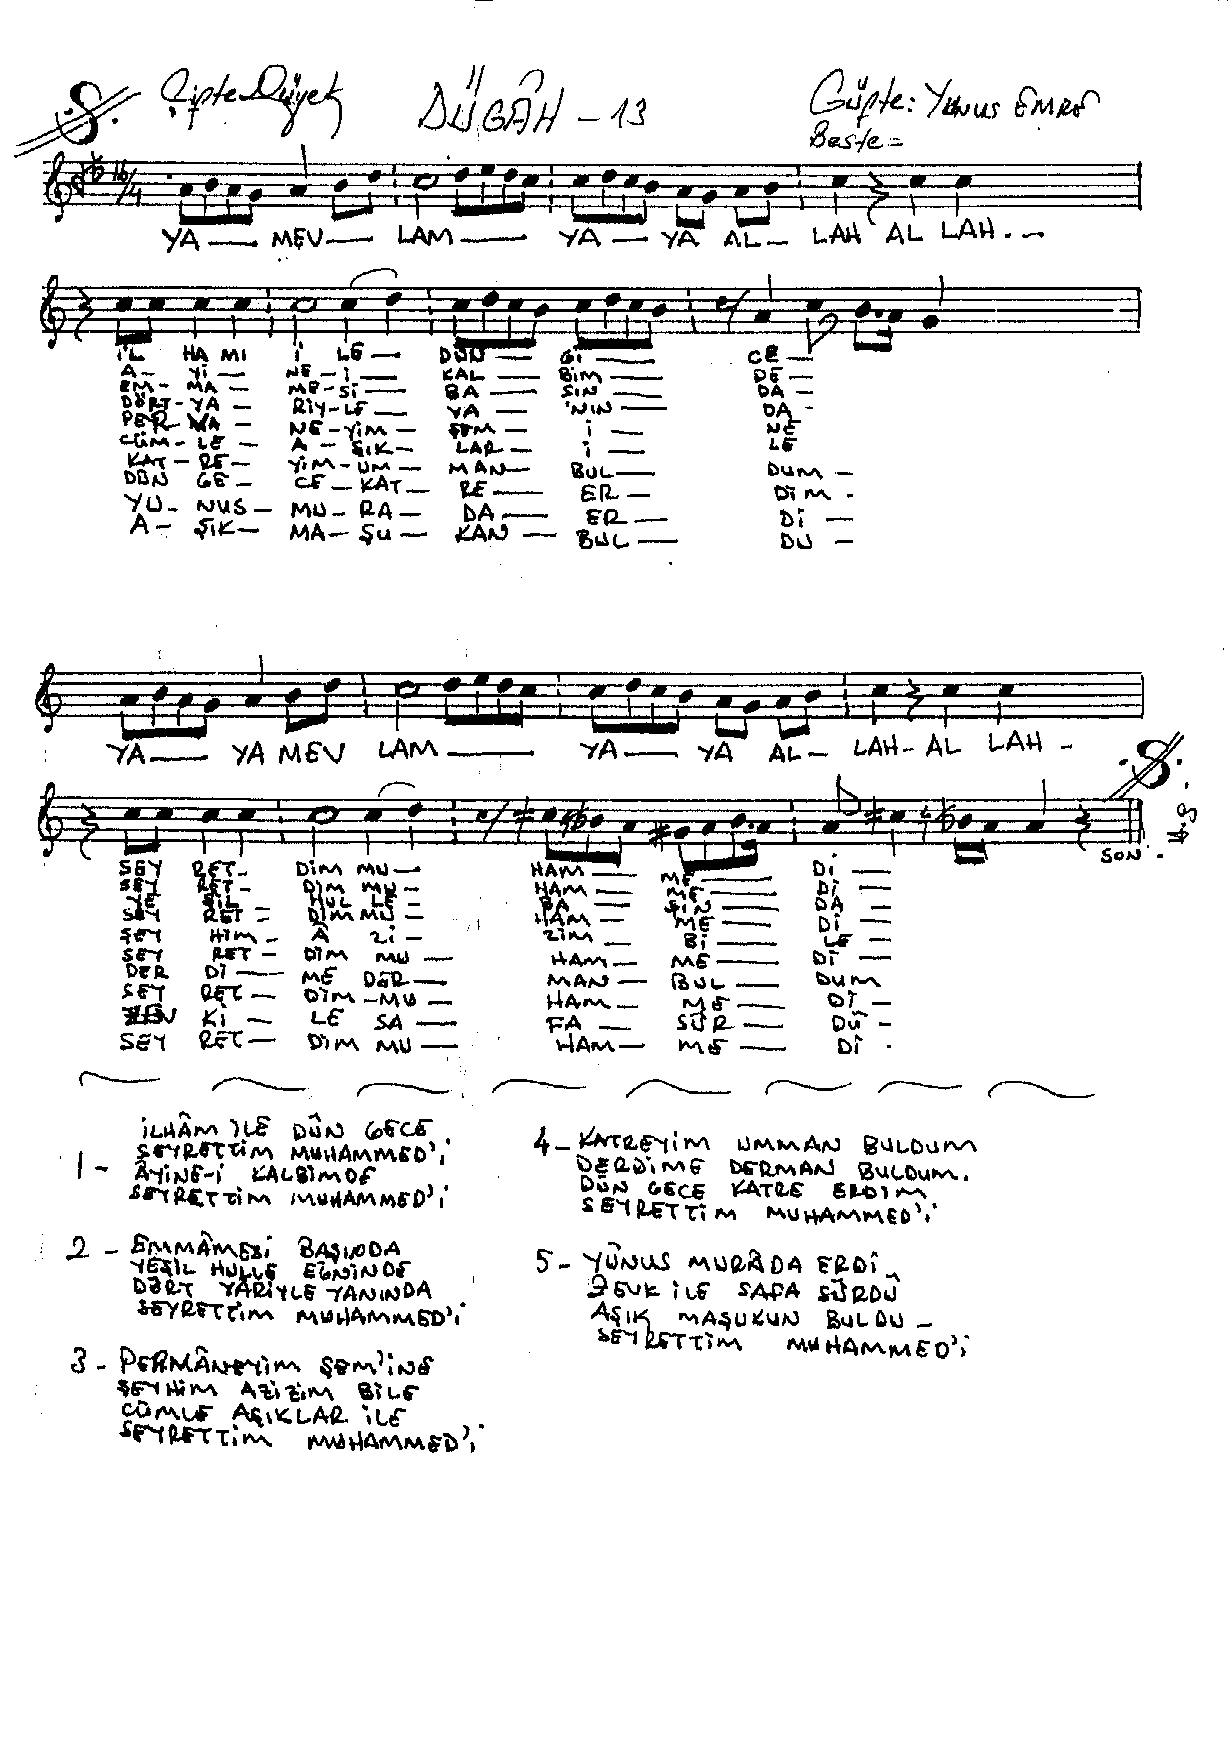 Çifte Düyek DÜGÂH - 13 Güfte: YUNUS EMRE
Beste =
16/4
YA — MEV — LAM — YA — YA AL — LAH AL LAH. —
İL HA MI İ LE — DÜN — Gİ — CE —
A - Yİ — NE - İ — KAL — BİM — DE —
EM - MA — ME - Sİ — BA — SIN — DA —
DÖRT - YA — RİY - LE — YA — 'NIN — DA -
PER - VA — NE - YİM — ŞEM — İ — NE
CÜM - LE — A - ŞIK — LAR — İ — LE
KAT - RE — YİM - UM — MAN — BUL — DUM —
DÜN GE — CE - KAT — RE — ER — DİM -
YU - NUS — MU - RA — DA — ER — Dİ —
A - ŞIK — MA - ŞU — KAN — BUL — DU —
YA — YA MEV LAM — YA — YA AL — LAH - AL LAH -
SON
SEY RET - DİM MU — HAM — ME — Dİ —
SEY RET - DİM MU — HAM — ME — Dİ —
YE ŞİL - HUL LE - BA — ŞIN — DA —
SEY RET - DİM MU - HAM — ME — Dİ —
ŞEY HİM - Â Zİ - ZİM — Bİ — LE —
SEY RET - DİM MU — HAM — ME — Dİ —
DER Dİ — ME DER — MAN — BUL — DUM
SEY RET — DİM - MU — HAM — ME — Dİ —
ZEV Kİ — LE SA — FA — SÜR — DÜ —
SEY RET — DİM MU — HAM — ME — Dİ -
İLHÂM İLE DÜN GECE
SEYRETTİM MUHAMMED'İ
1 - ÂYİNE-İ KALBİMDE
SEYRETTİM MUHAMMED'İ
2 - EMMÂMESİ BAŞINDA
YEŞİL HULLE EĞNİNDE
DÖRT YARİYLE YANINDA
SEYRETTİM MUHAMMED'İ
3 - PERMÂNEYİM ŞEM'İNE
ŞEYHİM AZİZİM BİLE
CÜMLE AŞIKLAR İLE
SEYRETTİM MUHAMMED'İ
4 - KATREYİM UMMAN BULDUM
DERDİME DERMAN BULDUM.
DÜN GECE KATRE ERDİM
SEYRETTİM MUHAMMED'İ
5 - YÛNUS MURÂDA ERDİ
ZEVK İLE SAFA SÜRDÜ
AŞIK MAŞUKUN BULDU -
SEYRETTİM MUHAMMED'İ